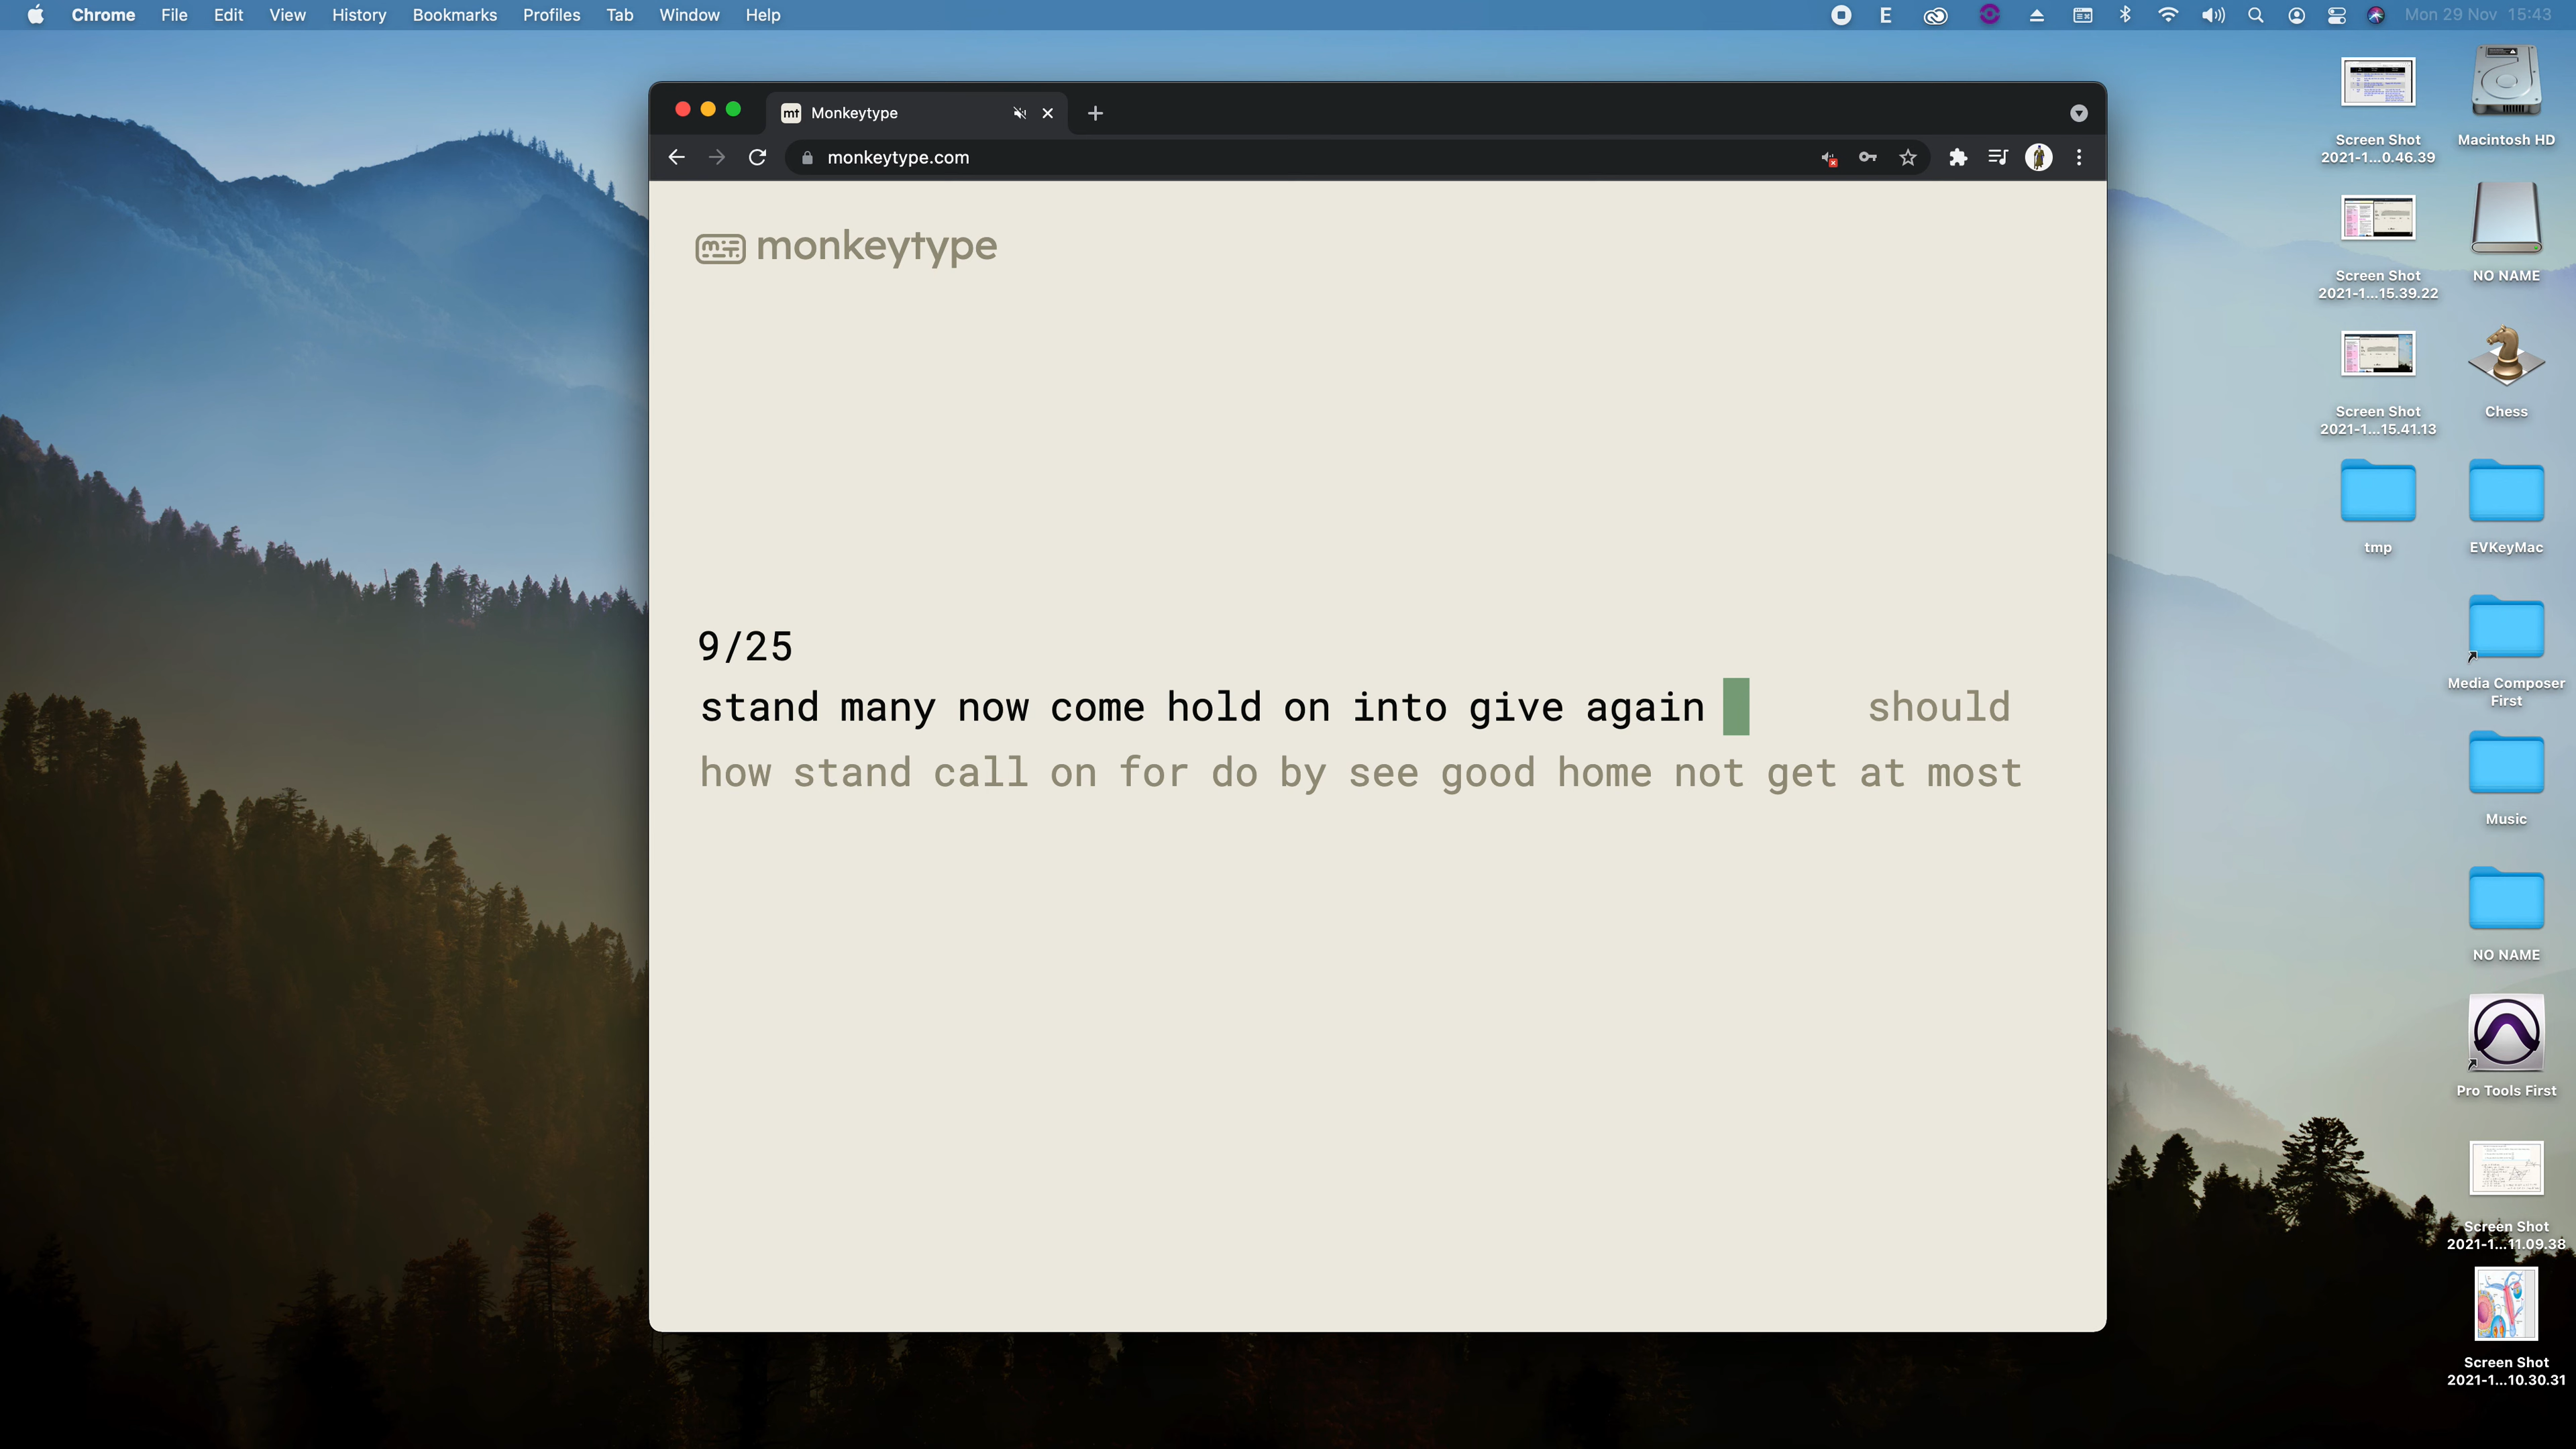 Chrome File Edit View History Bookmarks Profiles Tab Window Help
E
Mon 29 Nov 15:43
Monkeytype
mt
monkeytype.com
monkeytype
9/25
stand many now come hold on into give again should
how stand call on for do by see good home not get at most
Screen Shot
2021-1...0.46.39
Macintosh HD
Screen Shot
2021-1...15.39.22
NO NAME
Screen Shot
2021-1...15.41.13
Chess
tmp
EVKeyMac
Media Composer
First
Music
NO NAME
Pro Tools First
Screen Shot
2021-1...11.09.38
Screen Shot
2021-1...10.30.31